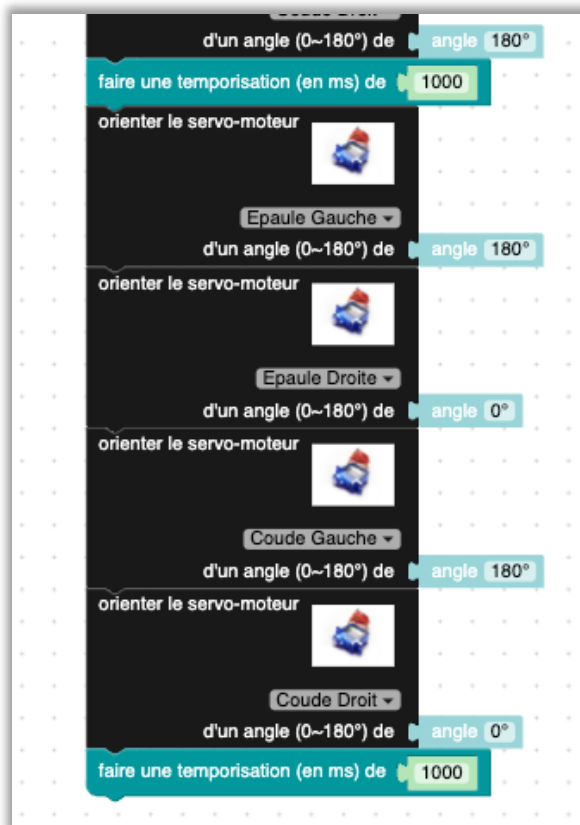 Coude Droit
d'un angle (0~180°) de angle 180°
faire une temporisation (en ms) de 1000
orienter le servo-moteur
Epaule Gauche
d'un angle (0~180°) de angle 180°
orienter le servo-moteur
Epaule Droite
d'un angle (0~180°) de angle 0°
orienter le servo-moteur
Coude Gauche
d'un angle (0~180°) de angle 180°
orienter le servo-moteur
Coude Droit
d'un angle (0~180°) de angle 0°
faire une temporisation (en ms) de 1000